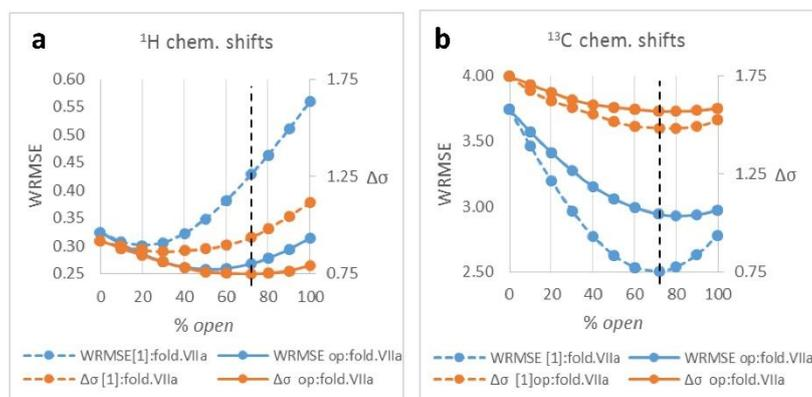 a
¹H chem. shifts
0.60
0.55
0.50
0.45
0.40
0.35
0.30
0.25
WRMSE
1.75
1.25
0.75
Δσ
0 20 40 60 80 100
% open
WRMSE[1]:fold.VIIa WRMSE op:fold.VIIa
Δσ [1]:fold.VIIa Δσ op:fold.VIIa
b
¹³C chem. shifts
4.00
3.50
3.00
2.50
WRMSE
1.75
1.25
0.75
Δσ
0 20 40 60 80 100
% open
WRMSE [1]:fold.VIIa WRMSE op:fold.VIIa
Δσ [1]op:fold.VIIa Δσ op:fold.VIIa